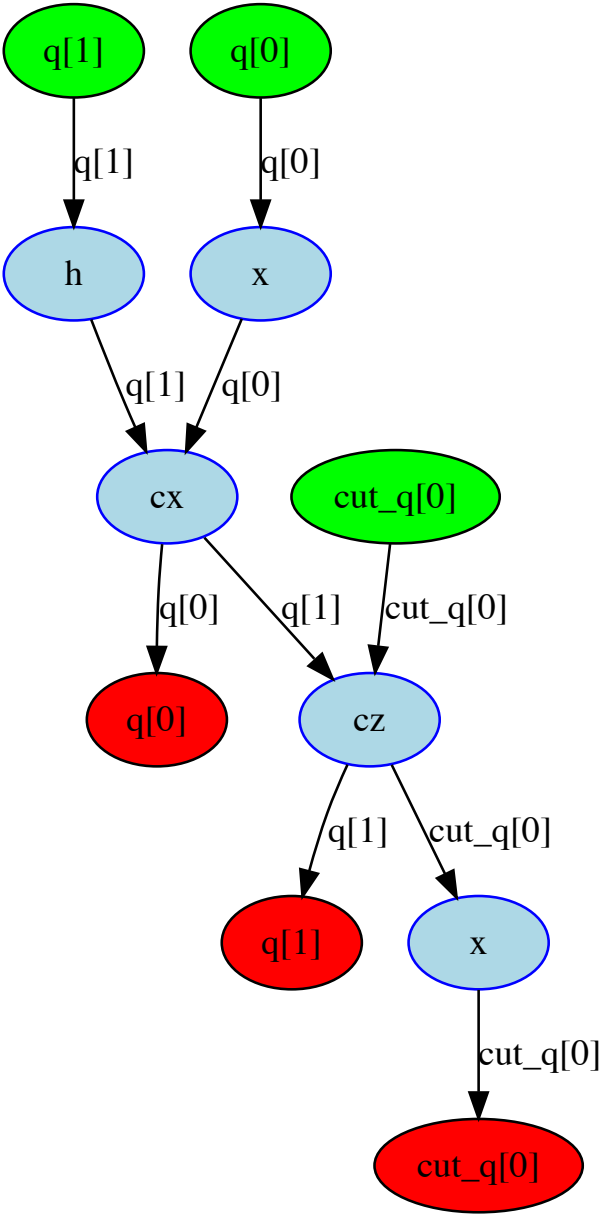 q[1] q[0]
q[1] q[0]
h x
q[1] q[0]
cx cut_q[0]
q[0] q[1] cut_q[0]
q[0] cz
q[1] cut_q[0]
q[1] x
cut_q[0]
cut_q[0]